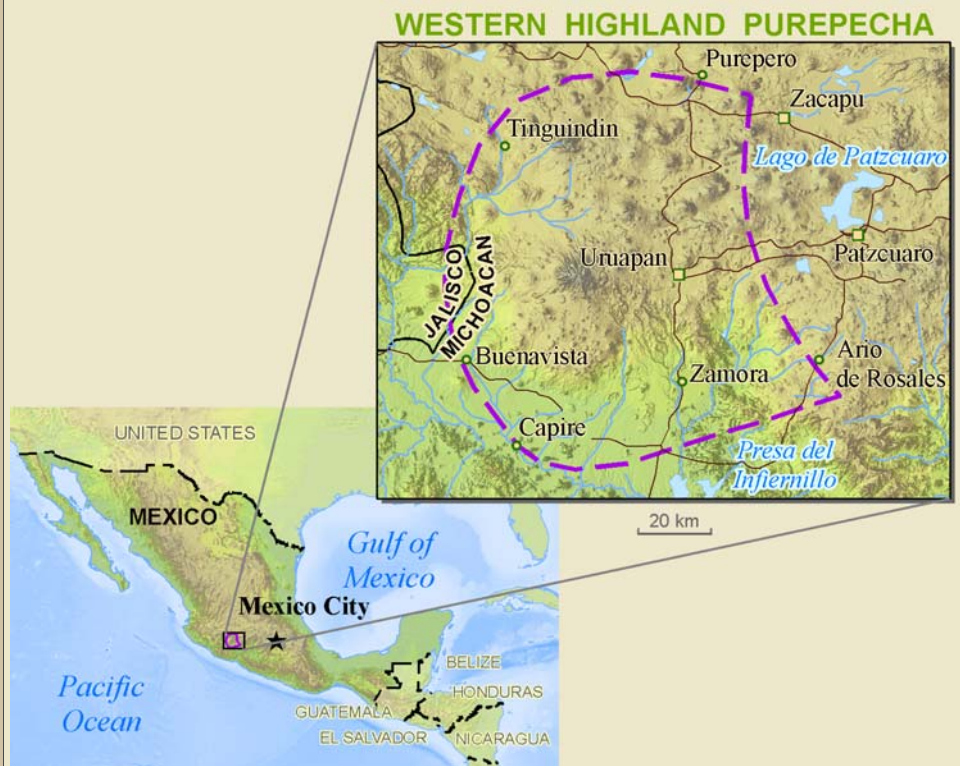 WESTERN HIGHLAND PUREPECHA
Purepero
Zacapu
Tinguindin
Lago de Patzcuaro
Uruapan
Patzcuaro
JALISCO
MICHOACAN
Buenavista
Ario
de Rosales
Zamora
Capire
Presa del
Infiernillo
20 km
UNITED STATES
MEXICO
Gulf of
Mexico
Mexico City
Pacific
Ocean
BELIZE
HONDURAS
GUATEMALA
EL SALVADOR
NICARAGUA